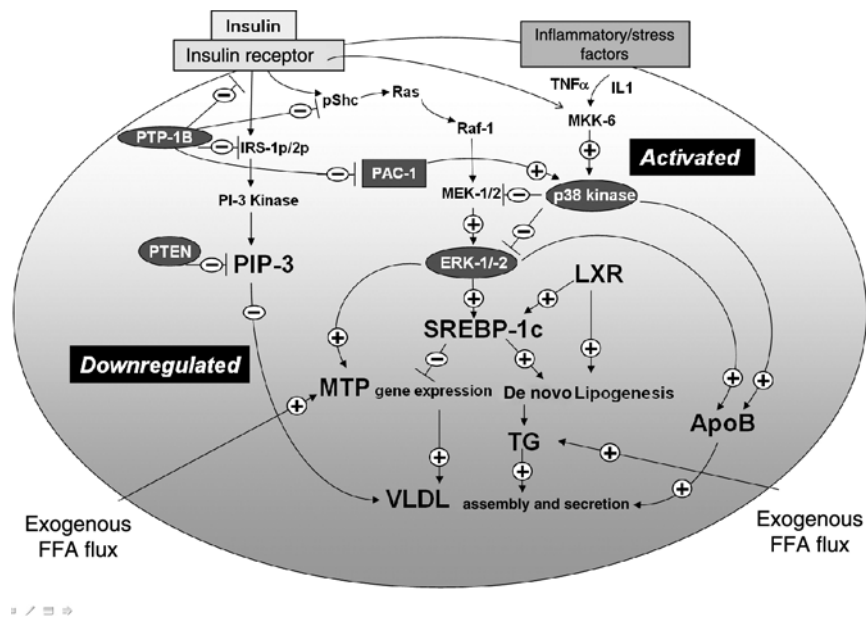 Insulin
Insulin receptor
Inflammatory/stress
factors
TNFα IL1
pShc
Ras
MKK-6
Raf-1
PTP-1B
IRS-1p/2p
Activated
PAC-1
MEK-1/2
p38 kinase
PI-3 Kinase
PTEN
PIP-3
ERK-1/-2
LXR
SREBP-1c
Downregulated
MTP gene expression
De novo Lipogenesis
ApoB
TG
VLDL assembly and secretion
Exogenous
FFA flux
Exogenous
FFA flux